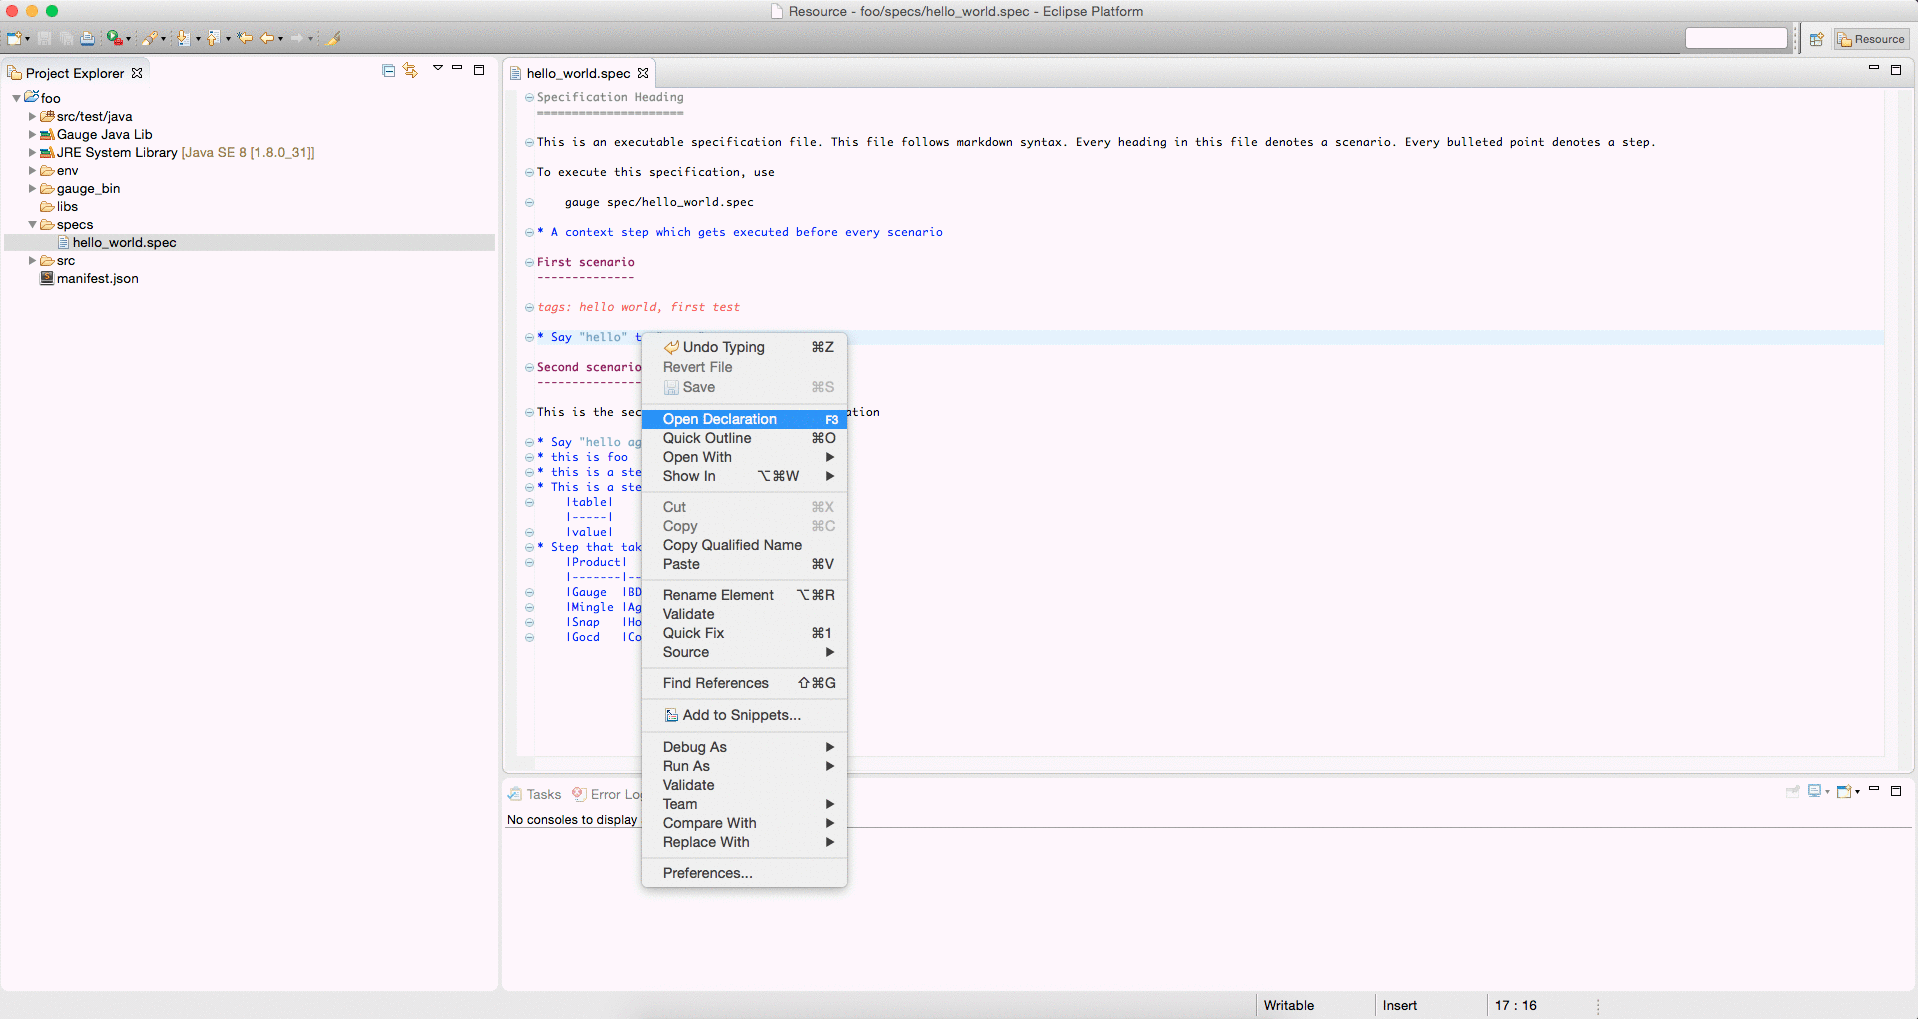 Resource - foo/specs/hello_world.spec - Eclipse Platform
Resource
Project Explorer
foo
src/test/java
Gauge Java Lib
JRE System Library [Java SE 8 [1.8.0_31]]
env
gauge_bin
libs
specs
hello_world.spec
src
manifest.json
hello_world.spec
Specification Heading
=====================
This is an executable specification file. This file follows markdown syntax. Every heading in this file denotes a scenario. Every bulleted point denotes a step.
To execute this specification, use
gauge spec/hello_world.spec
* A context step which gets executed before every scenario
First scenario
--------------
tags: hello world, first test
* Say "hello" t
Second scenario
---------------
This is the sec ation
* Say "hello ag
* this is foo
* this is a ste
* This is a ste
|table|
|-----|
|value|
* Step that tak
|Product|
|-------|--
|Gauge |BD
|Mingle |Ag
|Snap |Ho
|Gocd |Co
Undo Typing ⌘Z
Revert File
Save ⌘S
Open Declaration F3
Quick Outline ⌘O
Open With
Show In ⌥⌘W
Cut ⌘X
Copy ⌘C
Copy Qualified Name
Paste ⌘V
Rename Element ⌥⌘R
Validate
Quick Fix ⌘1
Source
Find References ⇧⌘G
Add to Snippets...
Debug As
Run As
Validate
Team
Compare With
Replace With
Preferences...
Tasks Error Log
No consoles to display
Writable Insert 17 : 16